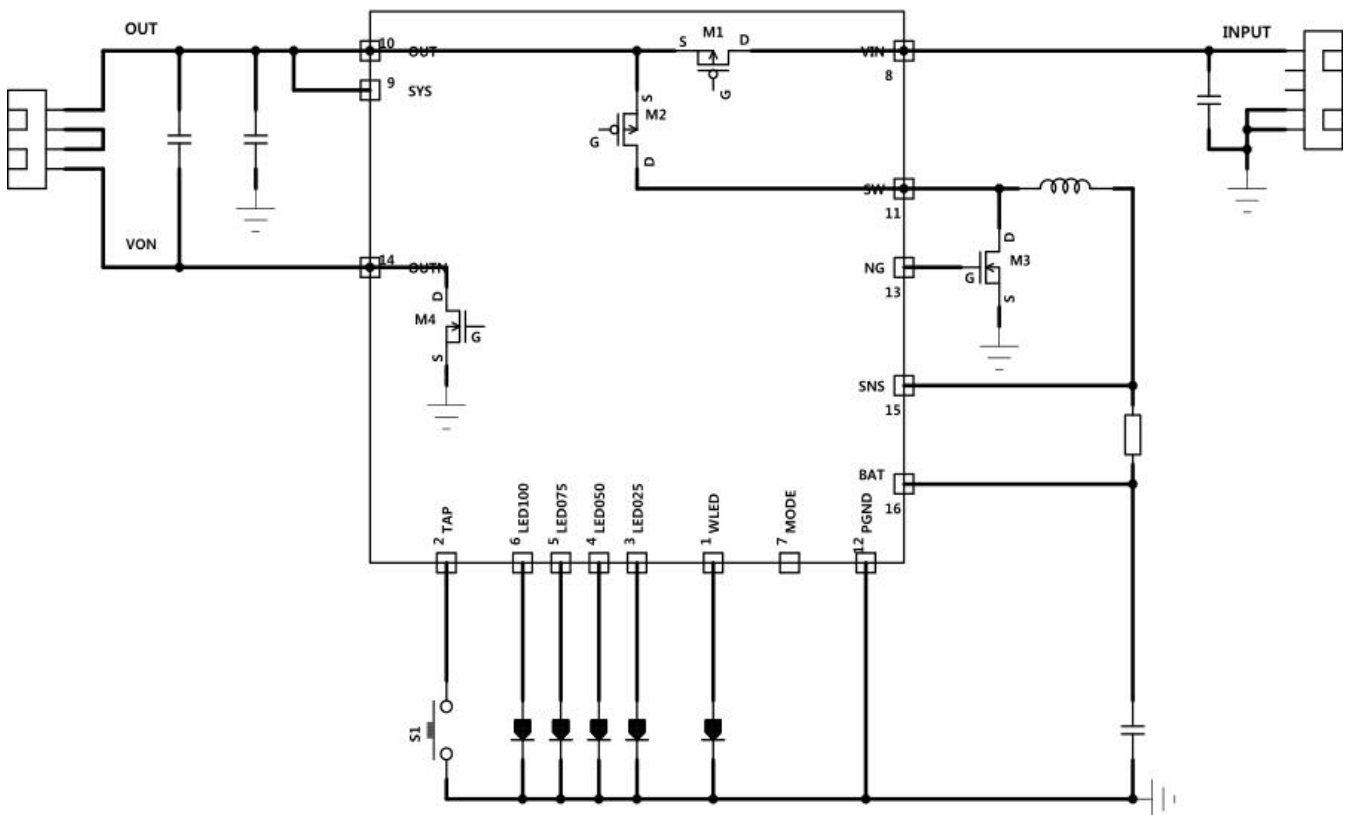 OUT
INPUT
M1
S
D
10
OUT
VIN
8
9
SYS
G
S
M2
G
D
SW
11
VON
14
OUTN
NG
13
D
M3
G
S
D
M4
G
S
SNS
15
BAT
16
2 TAP
6 LED100
5 LED075
4 LED050
3 LED025
1 WLED
7 MODE
12 PGND
S1